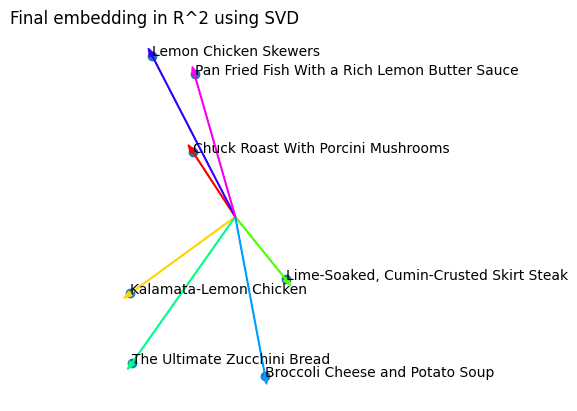 Final embedding in R^2 using SVD
Lemon Chicken Skewers
Pan Fried Fish With a Rich Lemon Butter Sauce
Chuck Roast With Porcini Mushrooms
Lime-Soaked, Cumin-Crusted Skirt Steak
Kalamata-Lemon Chicken
The Ultimate Zucchini Bread
Broccoli Cheese and Potato Soup